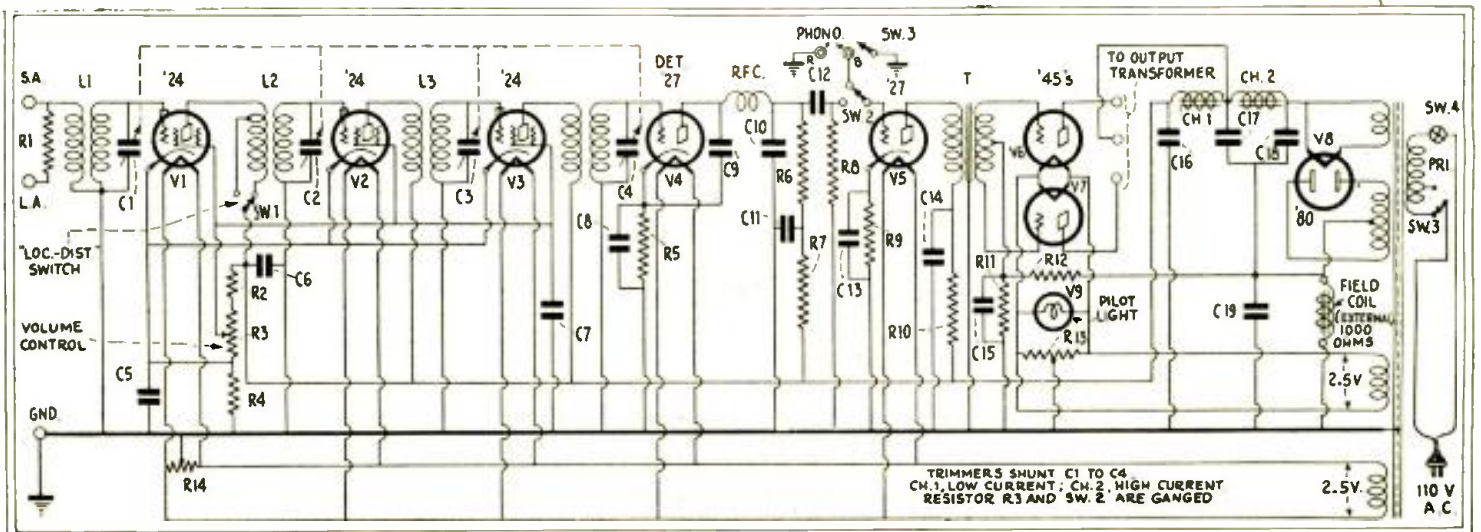 S.A.
L1
'24
L2
'24
L3
'24
DET
'27
R.F.C.
PHONO.
SW.3
R
B
C12
SW.2
'27
T
'45's
TO OUTPUT
TRANSFORMER
CH.1
CH.2
C17
SW.4
R1
L.A.
C1
V1
C2
V2
C3
V3
C4
V4
C9
C10
R6
R8
V5
V6
V7
C16
C18
V8
'80
PRI.
SW.3
"LOC.-DIST"
SWITCH
SW1
C8
R5
C11
R7
C13
R9
C14
R11
R12
R2
C6
VOLUME
CONTROL
R3
C7
R10
C15
V9
PILOT
LIGHT
C19
FIELD
COIL
(EXTERNAL)
1000
OHMS
C5
R4
R13
2.5V
GND.
R14
TRIMMERS SHUNT C1 TO C4
CH.1, LOW CURRENT; CH.2, HIGH CURRENT
RESISTOR R3 AND SW.2 ARE GANGED
2.5V.
110 V
A.C.